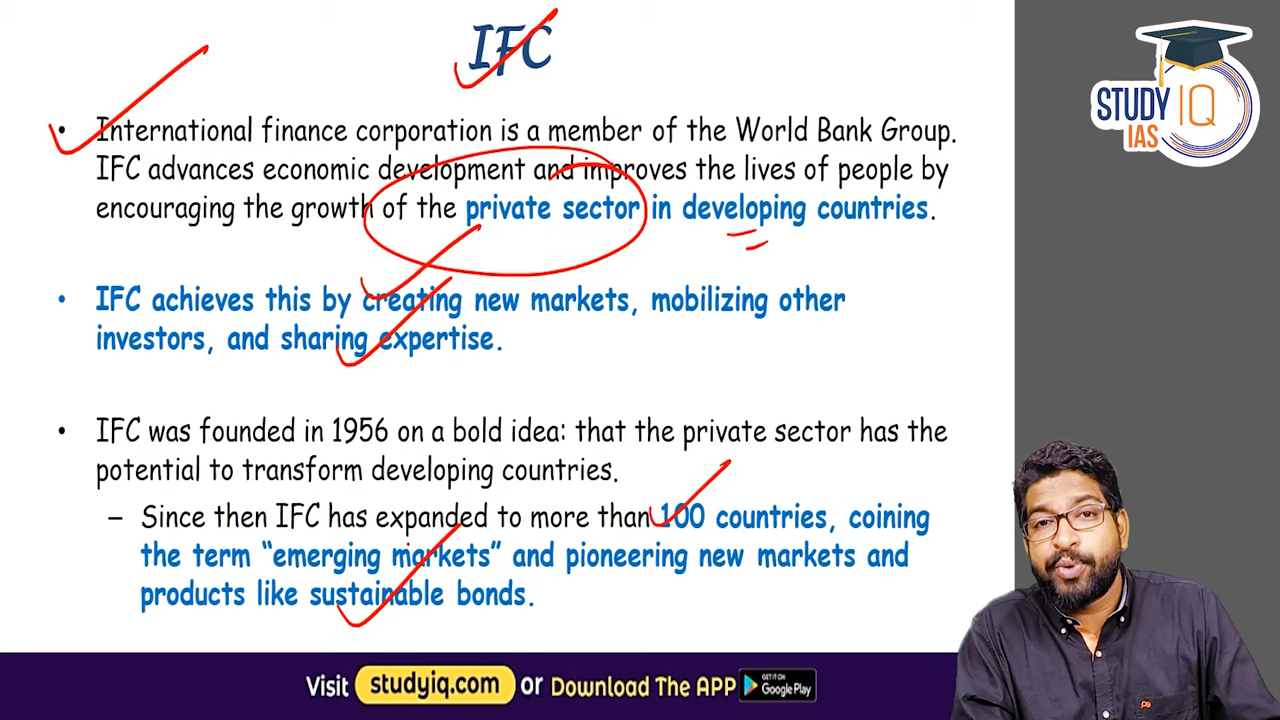 IFC
• International finance corporation is a member of the World Bank Group.
IFC advances economic development and improves the lives of people by
encouraging the growth of the private sector in developing countries.
• IFC achieves this by creating new markets, mobilizing other
investors, and sharing expertise.
• IFC was founded in 1956 on a bold idea: that the private sector has the
potential to transform developing countries.
– Since then IFC has expanded to more than 100 countries, coining
the term “emerging markets” and pioneering new markets and
products like sustainable bonds.
STUDY IQ
IAS
Visit studyiq.com or Download The APP GET IT ON Google Play